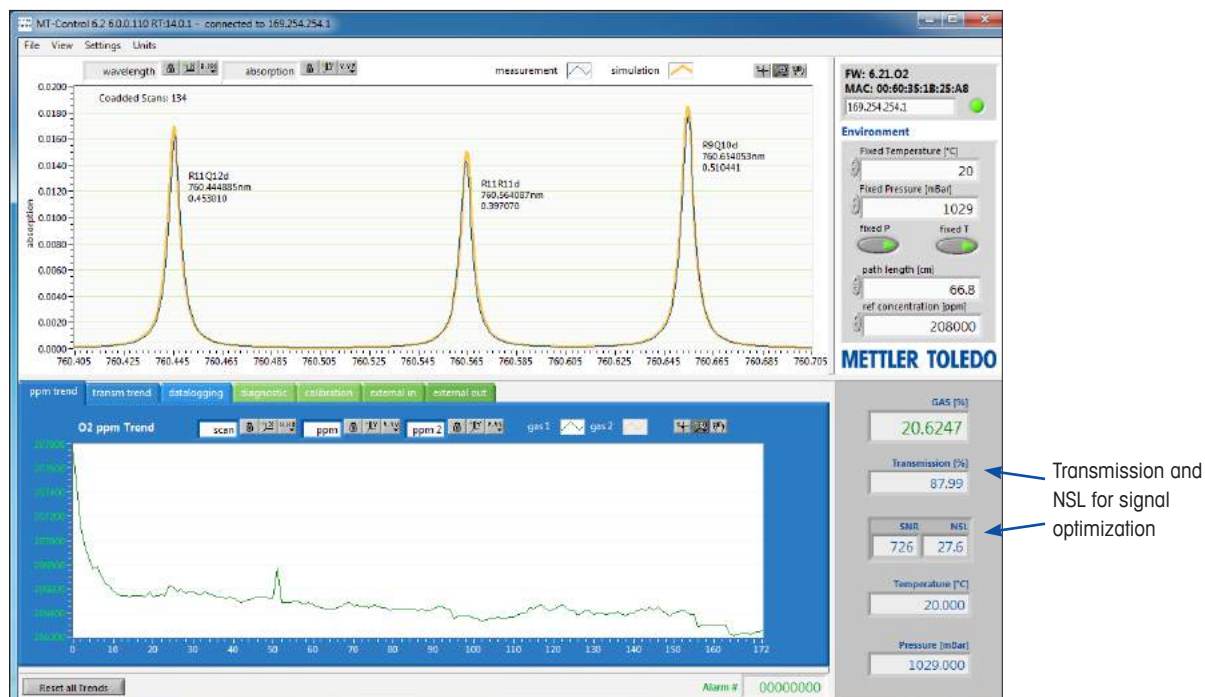 MT-Control 6.2 6.0.0.110 RT:14.0.1 - connected to 169.254.254.1
File View Settings Units
wavelength absorption measurement simulation
Coadded Scans: 134
absorption
0.0200
0.0180
0.0160
0.0140
0.0120
0.0100
0.0080
0.0060
0.0040
0.0020
0.0000
R11Q12d
760.444885nm
0.453010
R11R11d
760.564087nm
0.397070
R9Q10d
760.654053nm
0.510441
760.405 760.425 760.445 760.465 760.485 760.505 760.525 760.545 760.565 760.585 760.605 760.625 760.645 760.665 760.685 760.705
FW: 6.21.O2
MAC: 00:60:35:1B:25:A8
169.254.254.1
Environment
Fixed Temperature [°C]
20
Fixed Pressure [mBar]
1029
fixed P fixed T
path length [cm]
66.8
ref concentration [ppm]
208000
METTLER TOLEDO
ppm trend transm trend datalogging diagnostic calibration external in external out
O2 ppm Trend scan ppm ppm 2 gas 1 gas 2
0 10 20 30 40 50 60 70 80 90 100 110 120 130 140 150 160 172
GAS [%]
20.6247
Transmission [%]
87.99
SNR NSL
726 27.6
Temperature [°C]
20.000
Pressure [mBar]
1029.000
Reset all Trends
Alarm # 00000000
Transmission and
NSL for signal
optimization